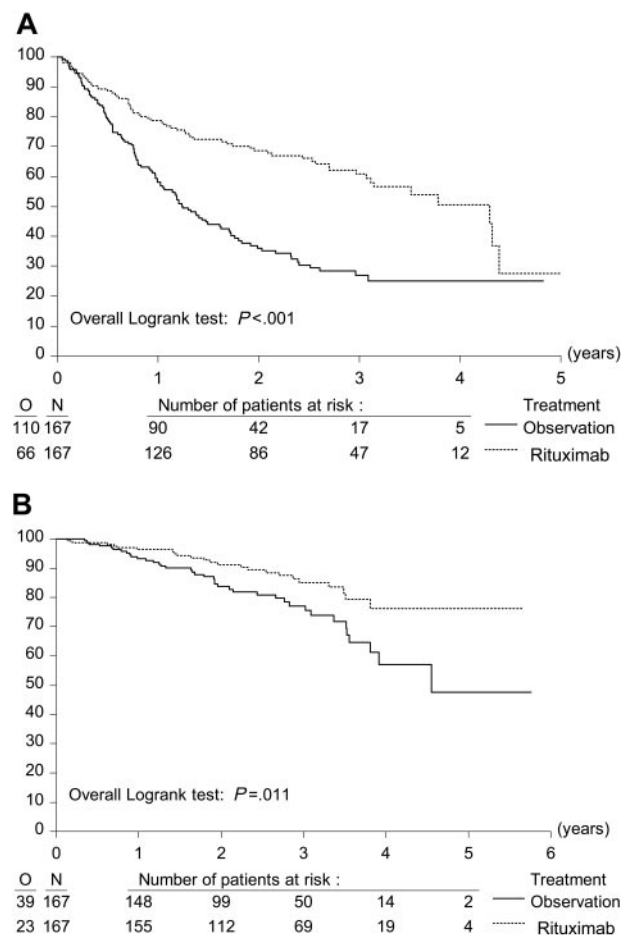 A
100
90
80
70
60
50
40
30
20
10
0
Overall Logrank test: P<.001
(years)
0 1 2 3 4 5
O N Number of patients at risk : Treatment
110 167 90 42 17 5 Observation
66 167 126 86 47 12 Rituximab
B
100
90
80
70
60
50
40
30
20
10
0
Overall Logrank test: P=.011
(years)
0 1 2 3 4 5 6
O N Number of patients at risk : Treatment
39 167 148 99 50 14 2 Observation
23 167 155 112 69 19 4 Rituximab